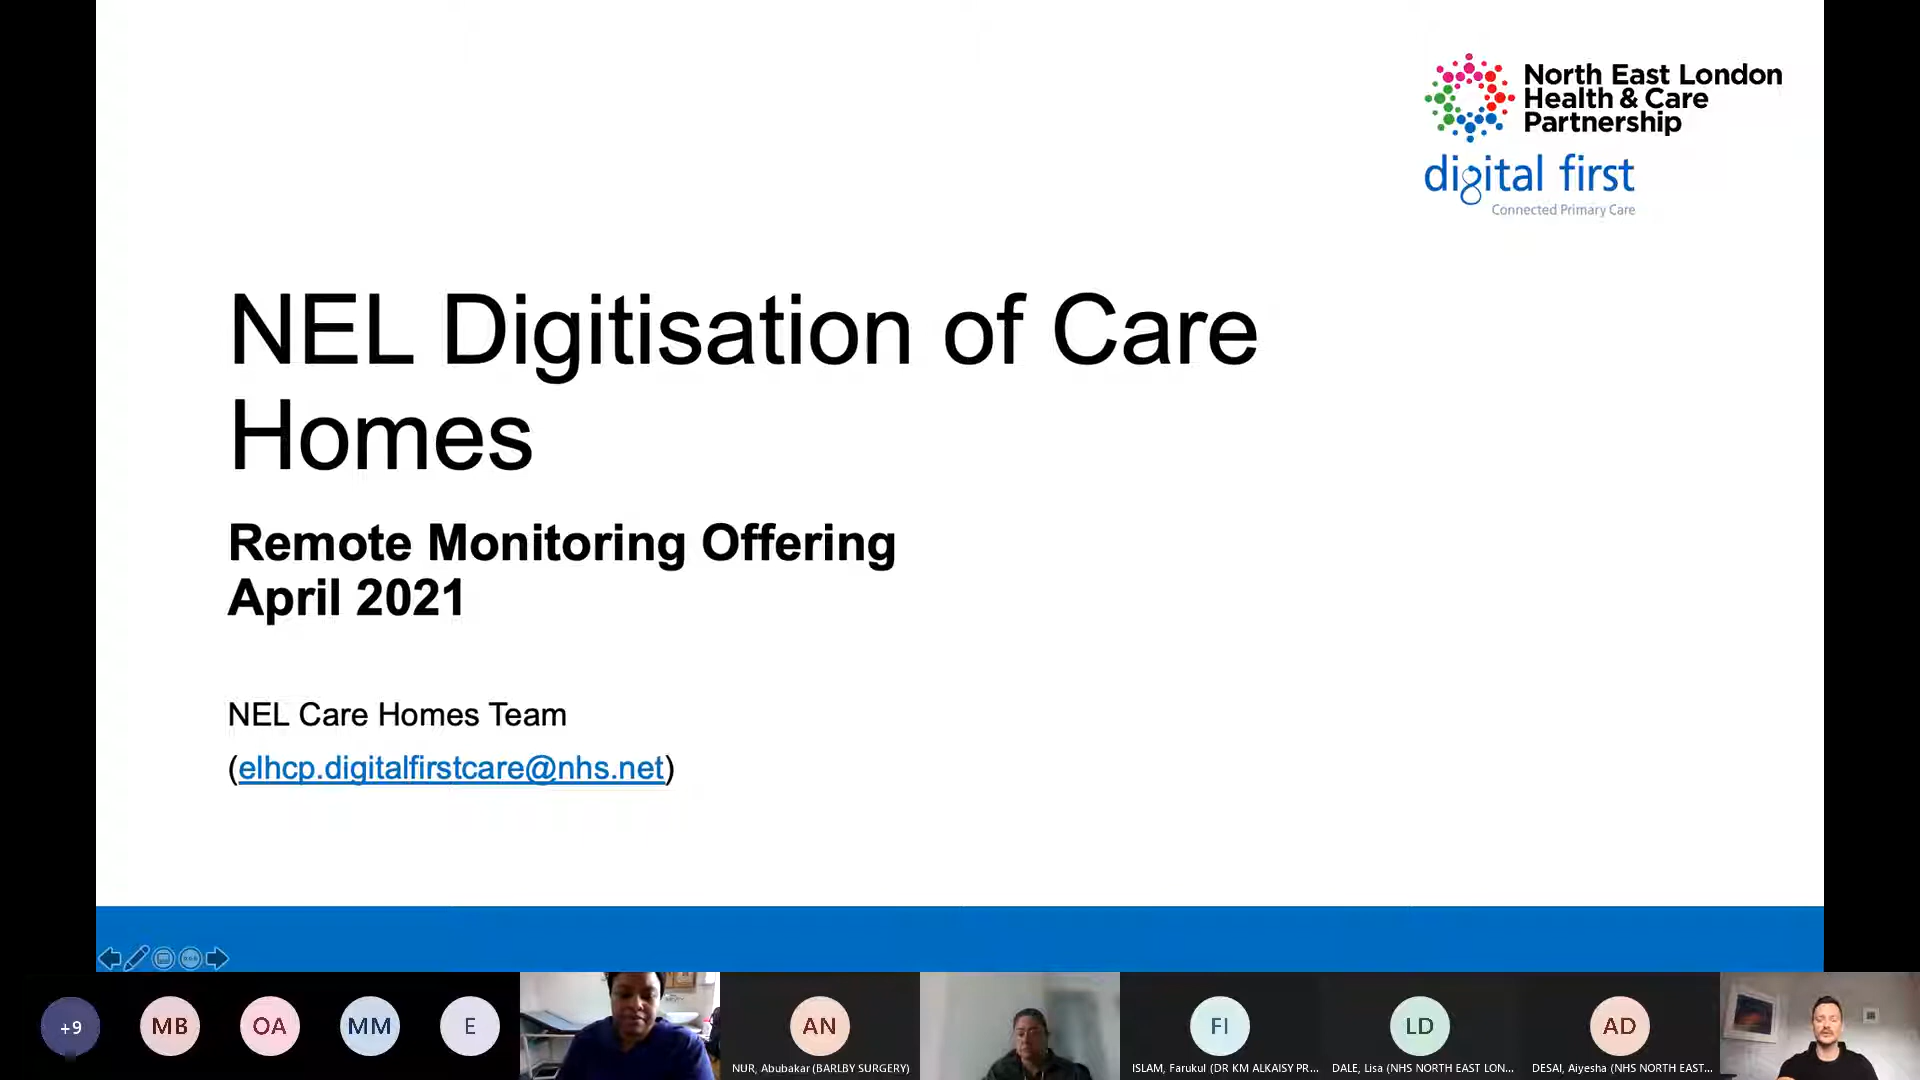 North East London
Health & Care
Partnership
digital first
Connected Primary Care
NEL Digitisation of Care
Homes
Remote Monitoring Offering
April 2021
NEL Care Homes Team
(elhcp.digitalfirstcare@nhs.net)
+9
MB
OA
MM
E
AN
FI
LD
AD
NUR, Abubakar (BARLBY SURGERY)
ISLAM, Farukul (DR KM ALKAISY PR...
DALE, Lisa (NHS NORTH EAST LON...
DESAI, Aiyesha (NHS NORTH EAST...